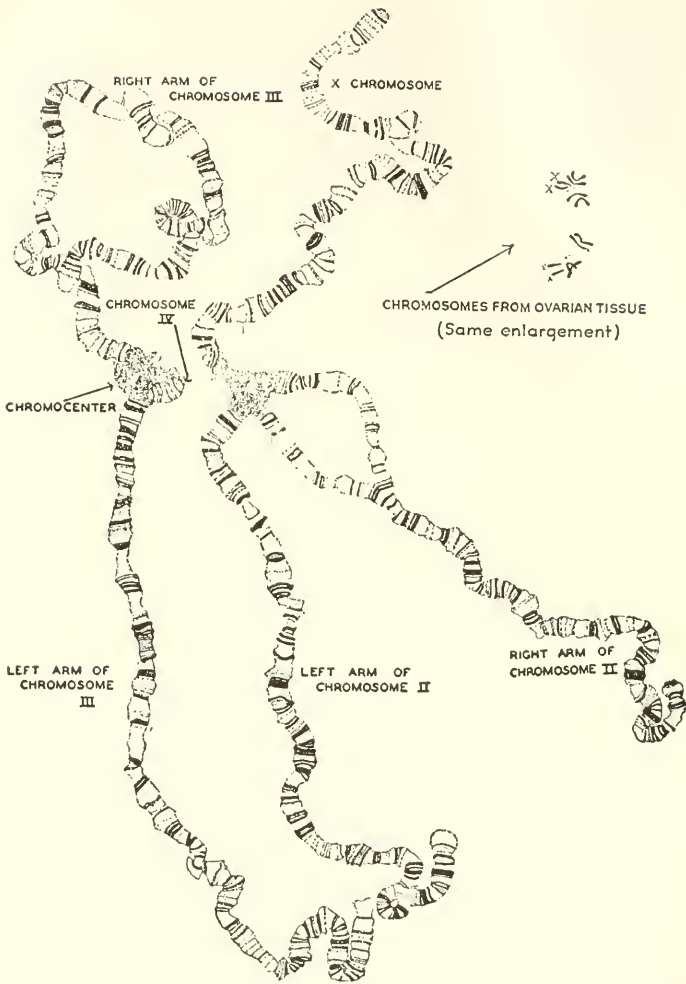 RIGHT ARM OF
CHROMOSOME III
X CHROMOSOME
X
X
CHROMOSOMES FROM OVARIAN TISSUE
(Same enlargement)
CHROMOSOME
IV
CHROMOCENTER
LEFT ARM OF
CHROMOSOME
III
LEFT ARM OF
CHROMOSOME II
RIGHT ARM OF
CHROMOSOME II